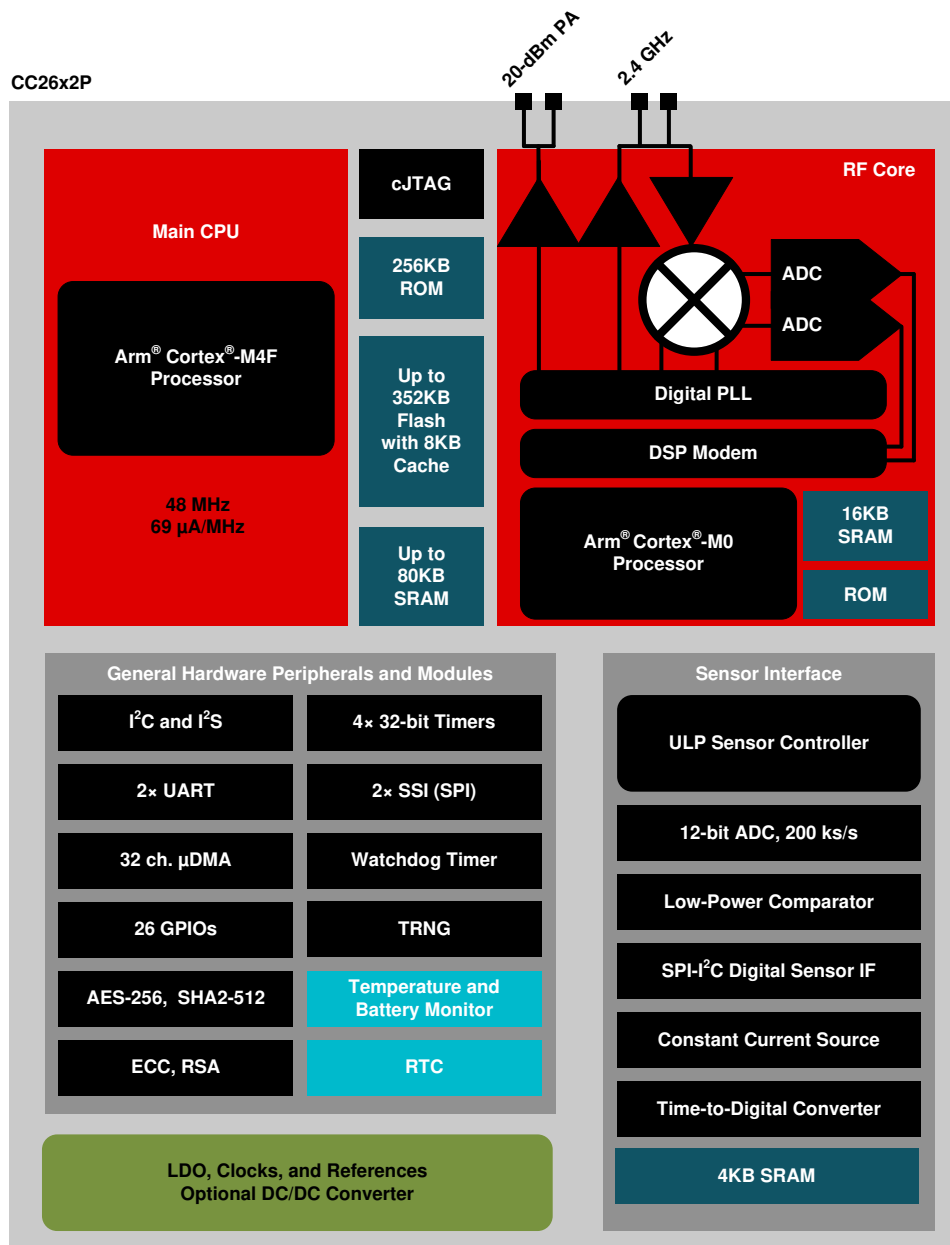 20-dBm PA
2.4 GHz
CC26x2P
Main CPU
Arm® Cortex®-M4F
Processor
48 MHz
69 µA/MHz
cJTAG
256KB
ROM
Up to
352KB
Flash
with 8KB
Cache
Up to
80KB
SRAM
RF Core
ADC
ADC
Digital PLL
DSP Modem
Arm® Cortex®-M0
Processor
16KB
SRAM
ROM
General Hardware Peripherals and Modules
I²C and I²S
4× 32-bit Timers
2× UART
2× SSI (SPI)
32 ch. µDMA
Watchdog Timer
26 GPIOs
TRNG
AES-256, SHA2-512
Temperature and
Battery Monitor
ECC, RSA
RTC
LDO, Clocks, and References
Optional DC/DC Converter
Sensor Interface
ULP Sensor Controller
12-bit ADC, 200 ks/s
Low-Power Comparator
SPI-I²C Digital Sensor IF
Constant Current Source
Time-to-Digital Converter
4KB SRAM